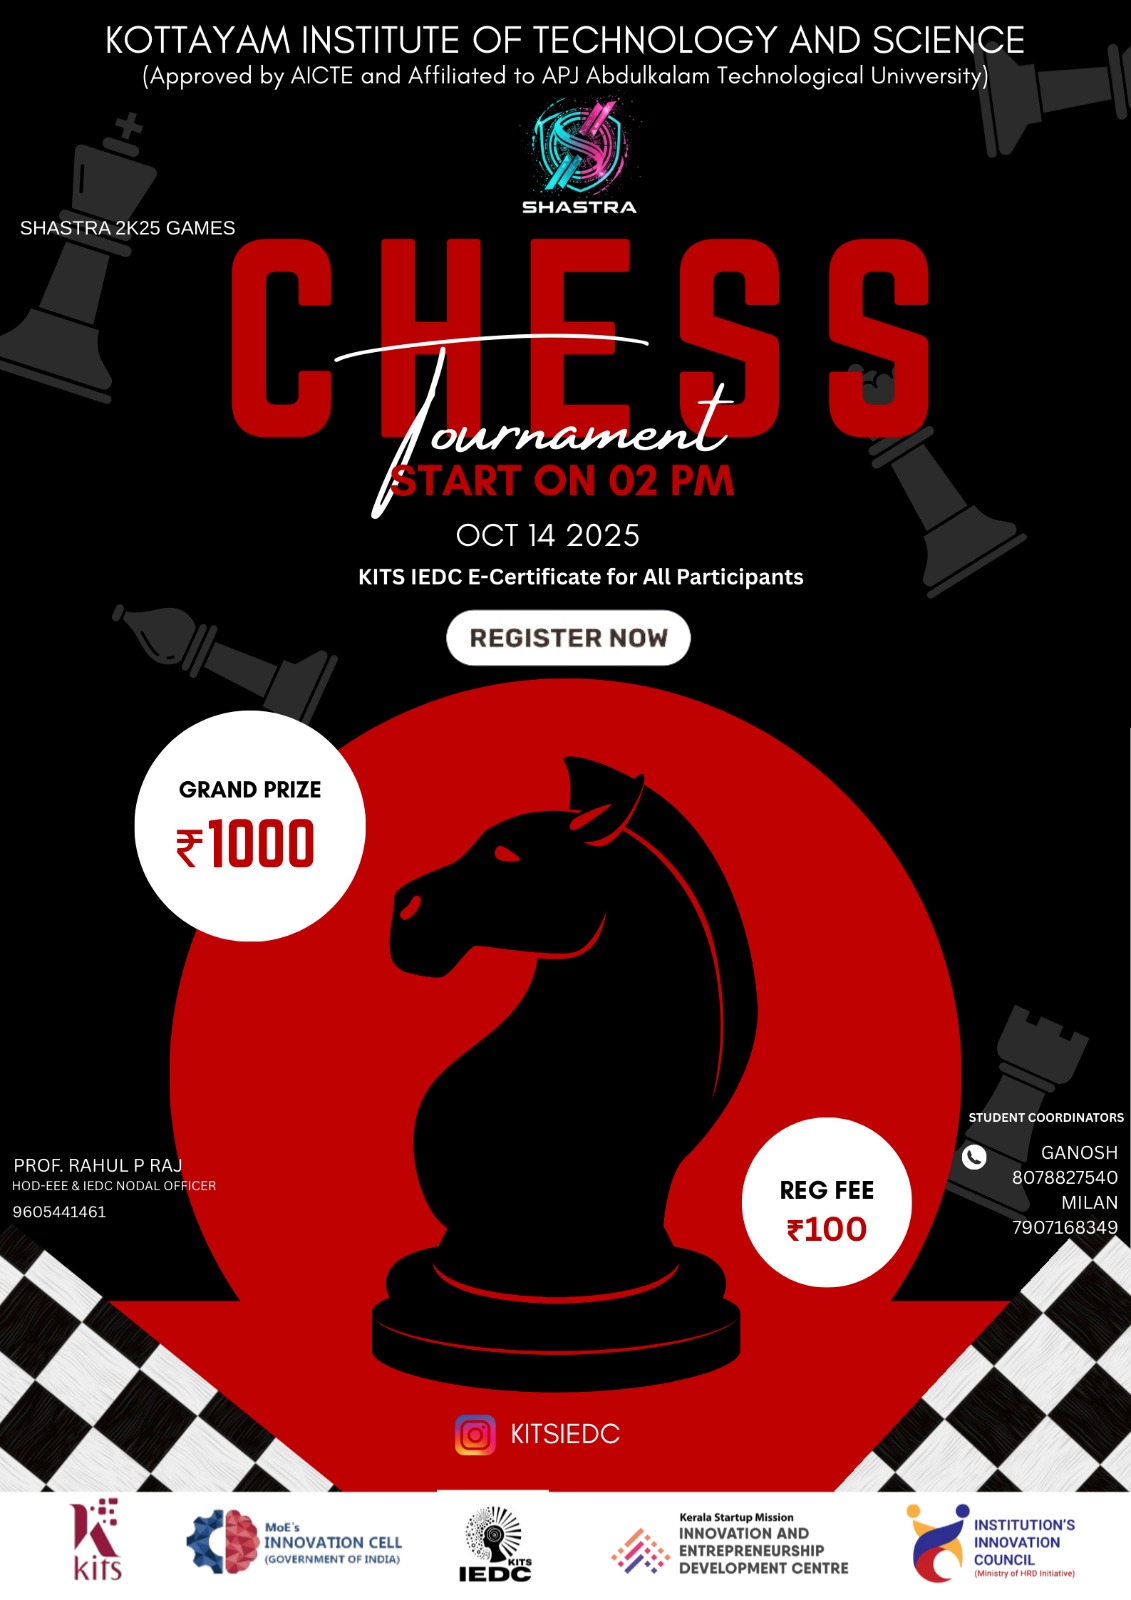 KOTTAYAM INSTITUTE OF TECHNOLOGY AND SCIENCE
(Approved by AICTE and Affiliated to APJ Abdulkalam Technological Univversity)
SHASTRA
SHASTRA 2K25 GAMES
CHESS
Tournament
START ON 02 PM
OCT 14 2025
KITS IEDC E-Certificate for All Participants
REGISTER NOW
GRAND PRIZE
₹1000
STUDENT COORDINATORS
GANOSH
8078827540
MILAN
7907168349
PROF. RAHUL P RAJ
HOD-EEE & IEDC NODAL OFFICER
9605441461
REG FEE
₹100
KITSIEDC
kits
MoE's
INNOVATION CELL
(GOVERNMENT OF INDIA)
KITS
IEDC
Kerala Startup Mission
INNOVATION AND
ENTREPRENEURSHIP
DEVELOPMENT CENTRE
INSTITUTION'S
INNOVATION
COUNCIL
(Ministry of HRD Initiative)